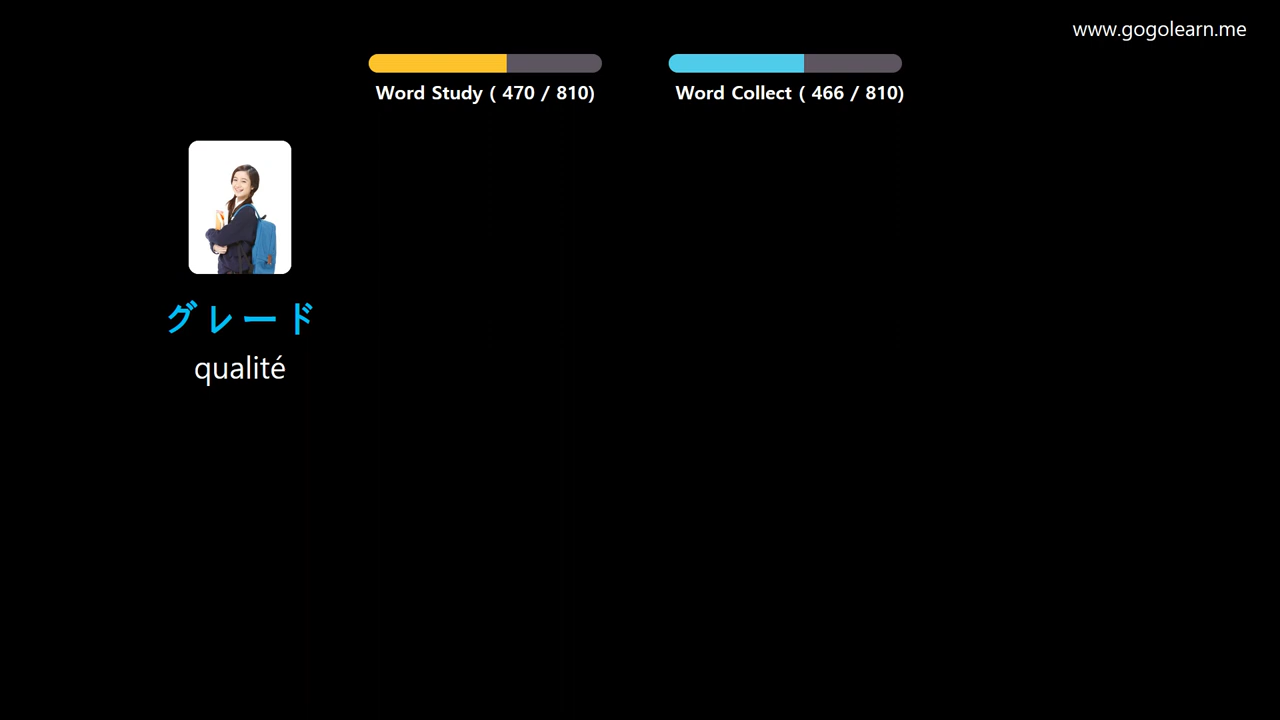 www.gogolearn.me
Word Study ( 470 / 810)
Word Collect ( 466 / 810)
グレード
qualité